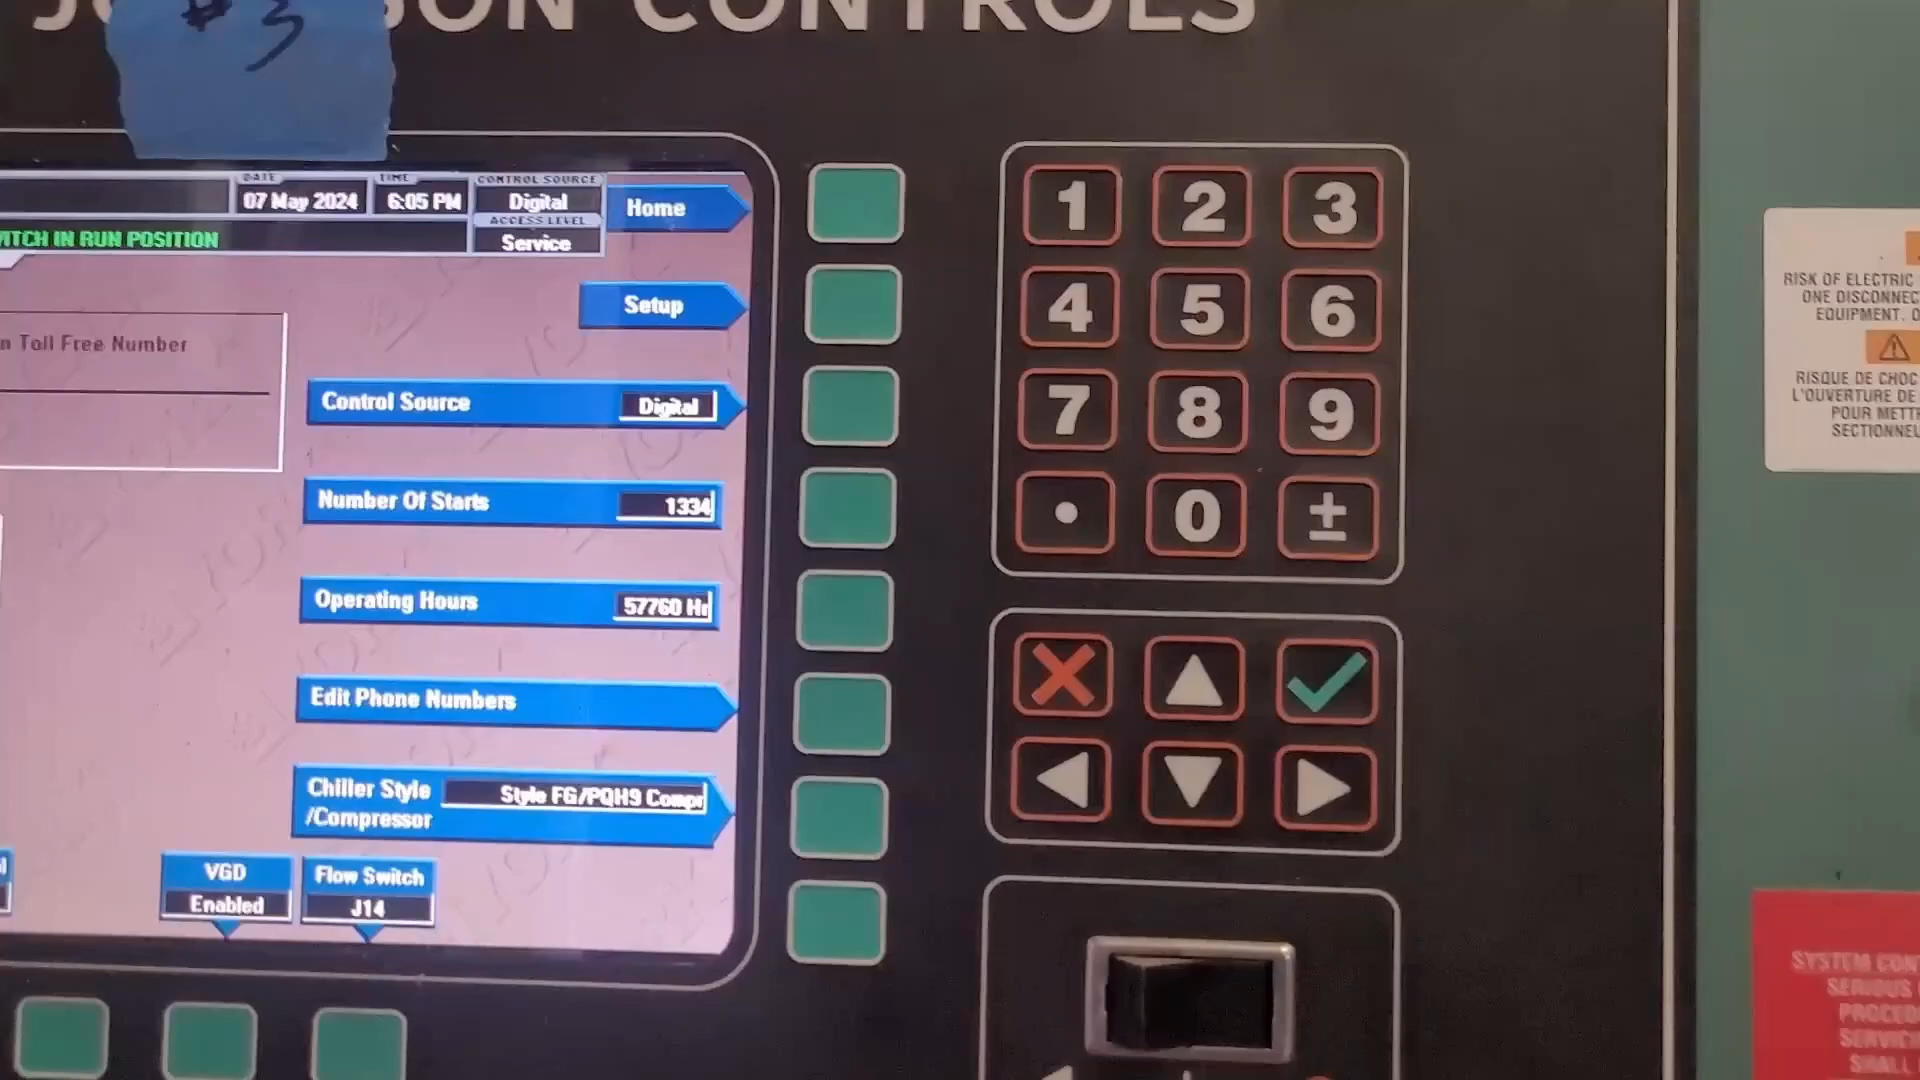 #3
CONTROLS
DATE
07 May 2024
TIME
6:05 PM
CONTROL SOURCE
Digital
ACCESS LEVEL
Service
Home
IN RUN POSITION
Setup
Toll Free Number
Control Source
Digital
Number Of Starts
1334
Operating Hours
57760 Hr
Edit Phone Numbers
Chiller Style
/Compressor
Style FG/PQH9 Compr
VGD
Enabled
Flow Switch
J14
1 2 3
4 5 6
7 8 9
• 0 ±
RISK OF ELECTRIC
ONE DISCONNEC
EQUIPMENT. O
RISQUE DE CHOC
L'OUVERTURE DE
POUR METTR
SECTIONNEU
SYSTEM CON
SERIOUS
PROCED
SERVIC
SHALL